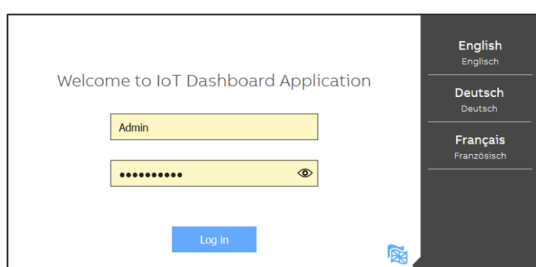 Welcome to IoT Dashboard Application
Admin
••••••••••
Log in
English
Englisch
Deutsch
Deutsch
Français
Französisch